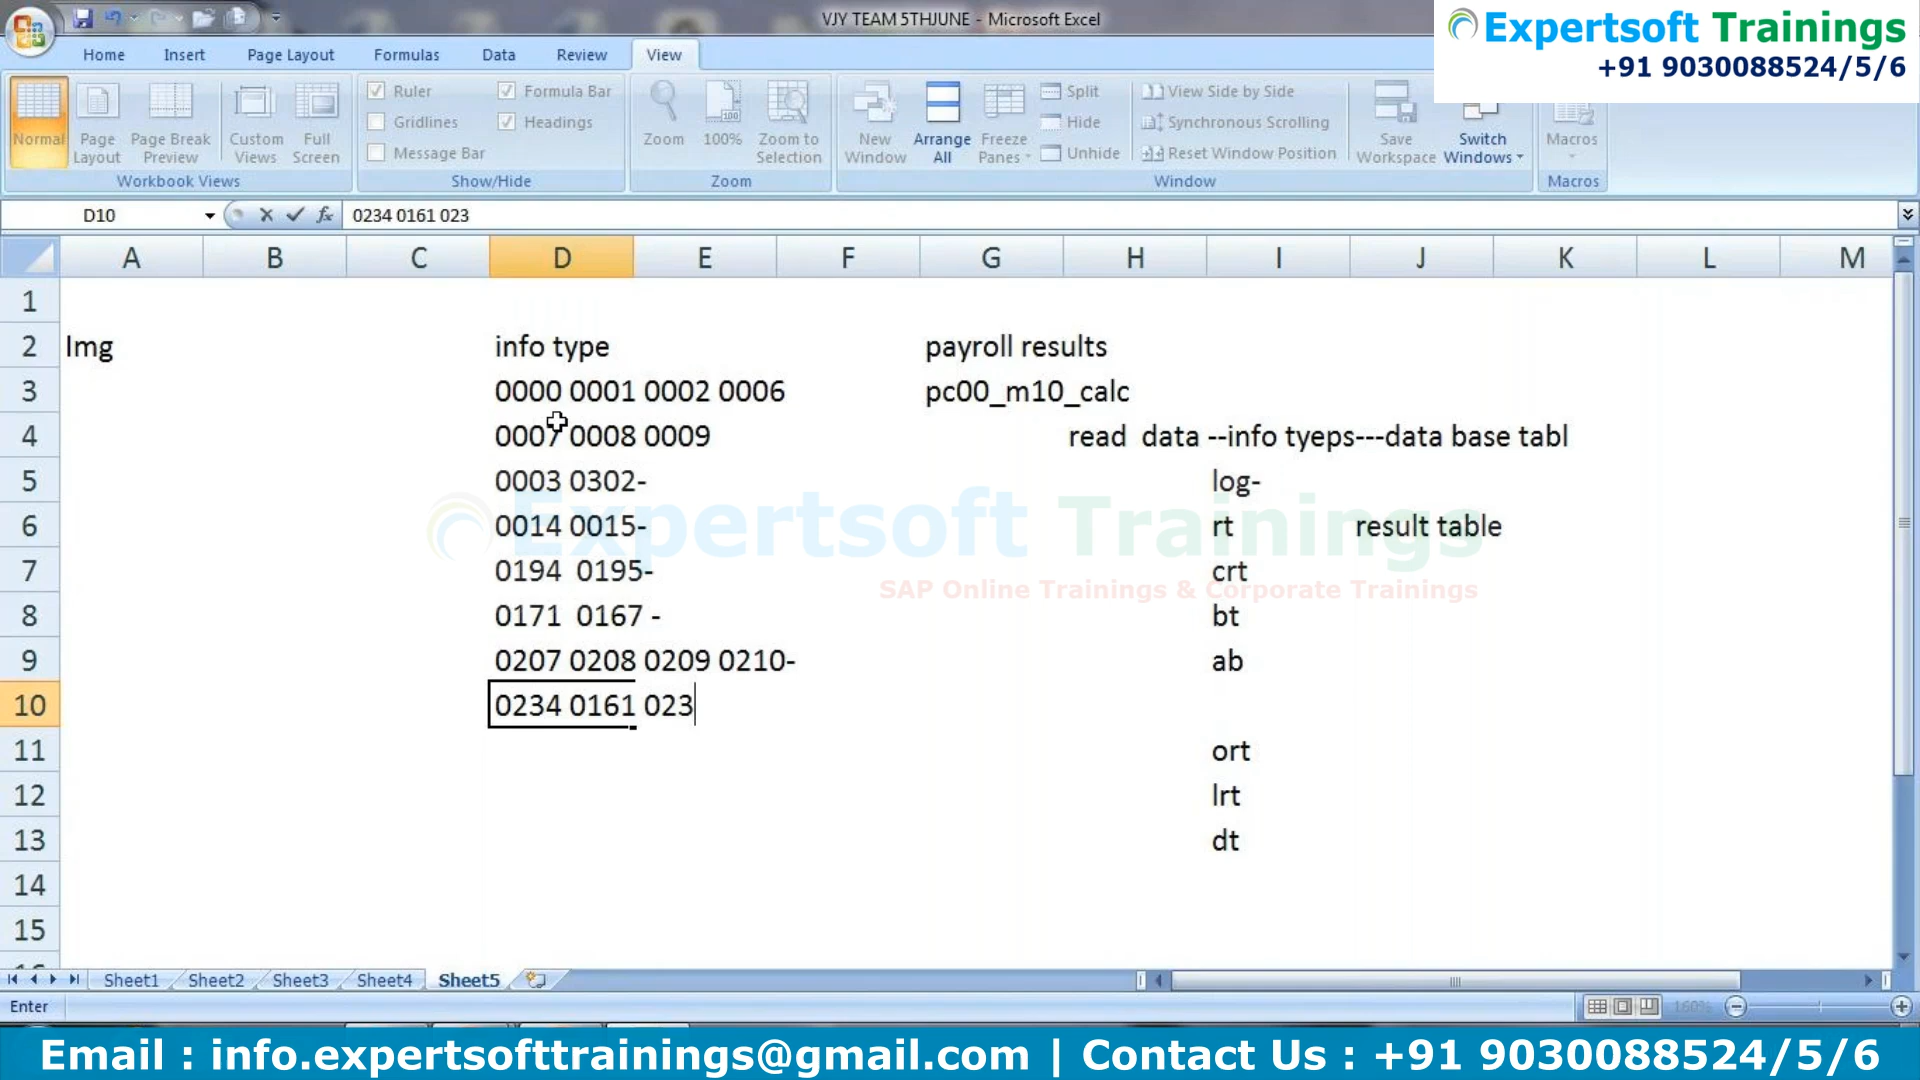 VJY TEAM 5THJUNE - Microsoft Excel
Expertsoft Trainings
+91 9030088524/5/6
Home Insert Page Layout Formulas Data Review View
Normal
Page Layout
Page Break Preview
Custom Views
Full Screen
Workbook Views
Ruler
Gridlines
Message Bar
Formula Bar
Headings
Show/Hide
Zoom
100%
Zoom to Selection
Zoom
New Window
Arrange All
Freeze Panes
Split
Hide
Unhide
View Side by Side
Synchronous Scrolling
Reset Window Position
Save Workspace
Switch Windows
Window
Macros
Macros
D10 fx 0234 0161 023
A B C D E F G H I J K L M
1
2 Img info type payroll results
3 0000 0001 0002 0006 pc00_m10_calc
4 0007 0008 0009 read data --info tyeps---data base tabl
5 0003 0302- log-
6 0014 0015- rt result table
7 0194 0195- crt
8 0171 0167 - bt
9 0207 0208 0209 0210- ab
10 0234 0161 023
11 ort
12 lrt
13 dt
14
15
Expertsoft Trainings
SAP Online Trainings & Corporate Trainings
Sheet1 Sheet2 Sheet3 Sheet4 Sheet5
Enter 160%
Email : info.expertsofttrainings@gmail.com | Contact Us : +91 9030088524/5/6